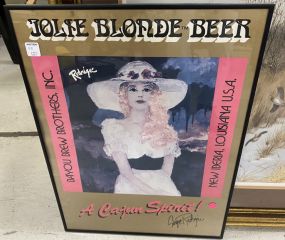 JOLIE BLONDE BEER
Rodrigue
BAYOU BREW BROTHERS, INC.
NEW IBERIA, LOUISIANA U.S.A.
A Cajun Spirit!